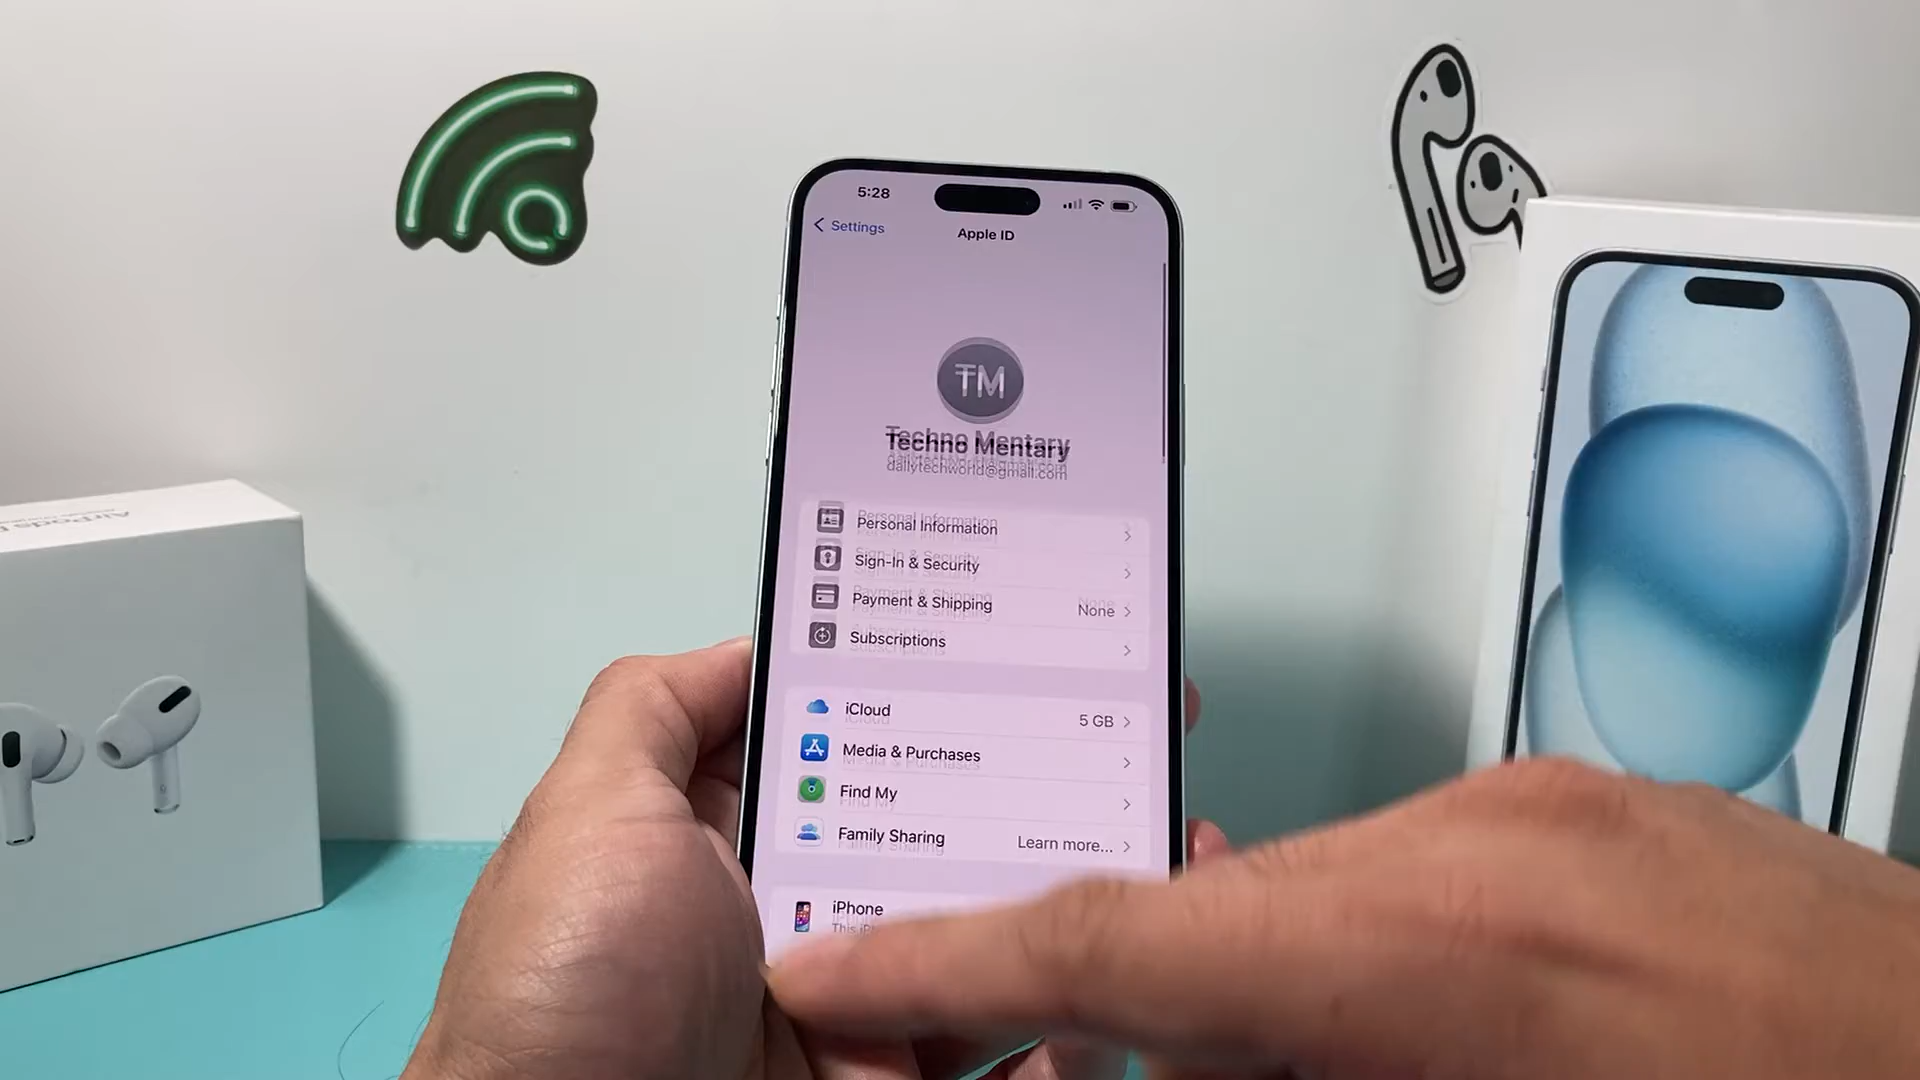 5:28
Settings
Apple ID
TM
Techno Mentary
dailytechworld@gmail.com
Personal Information
Sign-In & Security
Payment & Shipping None
Subscriptions
iCloud 5 GB
Media & Purchases
Find My
Family Sharing Learn more...
iPhone
AirPods